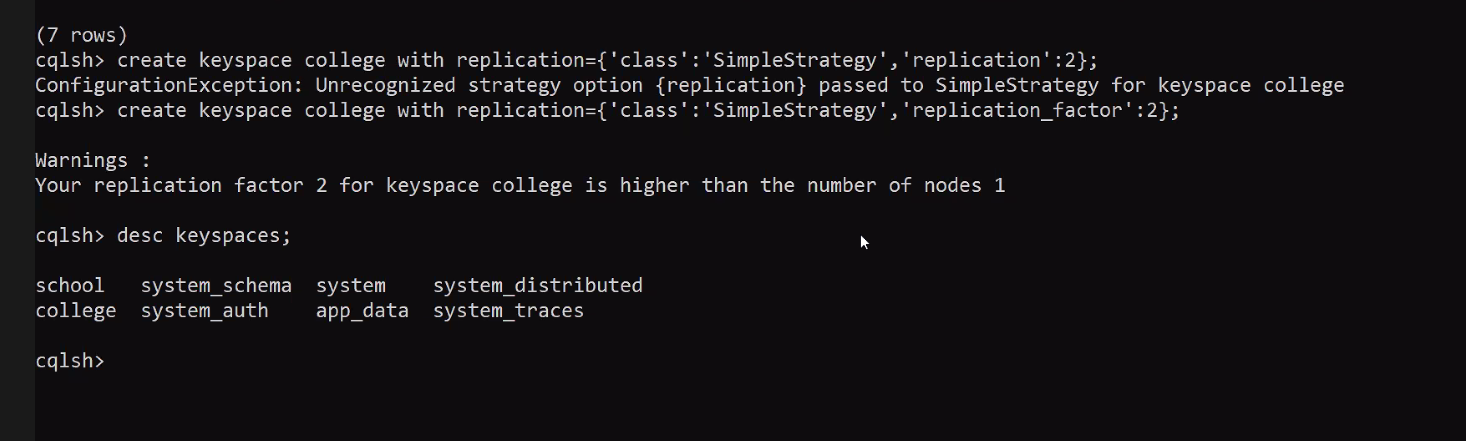 (7 rows)
cqlsh> create keyspace college with replication={'class':'SimpleStrategy','replication':2};
ConfigurationException: Unrecognized strategy option {replication} passed to SimpleStrategy for keyspace college
cqlsh> create keyspace college with replication={'class':'SimpleStrategy','replication_factor':2};
Warnings :
Your replication factor 2 for keyspace college is higher than the number of nodes 1
cqlsh> desc keyspaces;
school   system_schema  system    system_distributed
college  system_auth    app_data  system_traces
cqlsh>